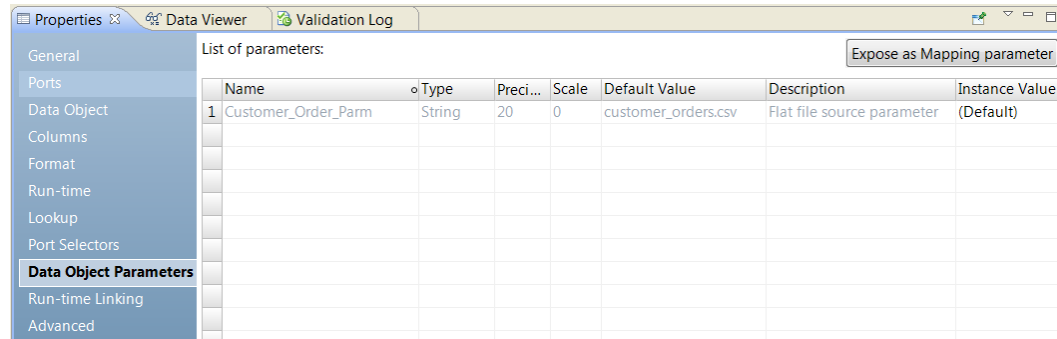 Properties Data Viewer Validation Log
General
Ports
Data Object
Columns
Format
Run-time
Lookup
Port Selectors
Data Object Parameters
Run-time Linking
Advanced
List of parameters:
Expose as Mapping parameter
Name Type Preci... Scale Default Value Description Instance Value
1 Customer_Order_Parm String 20 0 customer_orders.csv Flat file source parameter (Default)